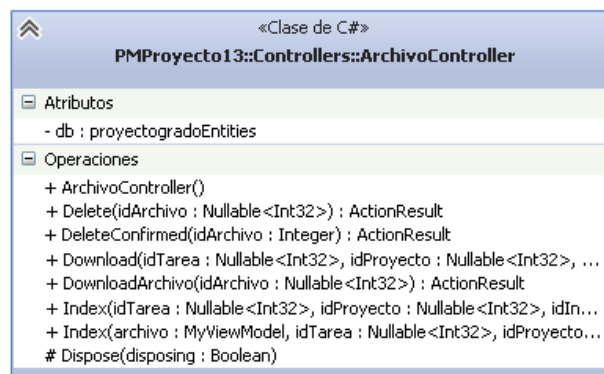 «Clase de C#»
PMProyecto13::Controllers::ArchivoController
Atributos
- db : proyectogradoEntities
Operaciones
+ ArchivoController()
+ Delete(idArchivo : Nullable<Int32>) : ActionResult
+ DeleteConfirmed(idArchivo : Integer) : ActionResult
+ Download(idTarea : Nullable<Int32>, idProyecto : Nullable<Int32>, ...
+ DownloadArchivo(idArchivo : Nullable<Int32>) : ActionResult
+ Index(idTarea : Nullable<Int32>, idProyecto : Nullable<Int32>, idIn...
+ Index(archivo : MyViewModel, idTarea : Nullable<Int32>, idProyecto...
# Dispose(disposing : Boolean)